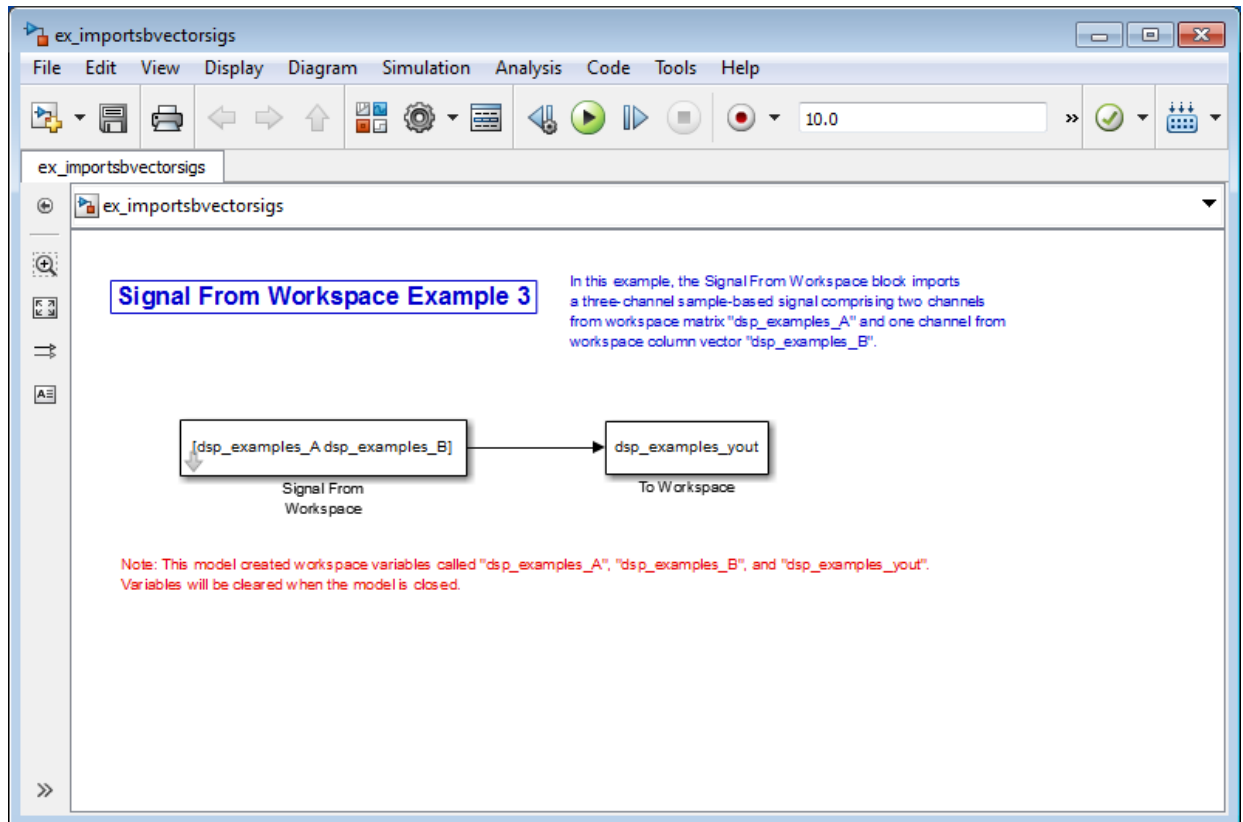 ex_importsbvectorsigs
File Edit View Display Diagram Simulation Analysis Code Tools Help
10.0
ex_importsbvectorsigs
ex_importsbvectorsigs
Signal From Workspace Example 3
In this example, the Signal From Workspace block imports
a three-channel sample-based signal comprising two channels
from workspace matrix "dsp_examples_A" and one channel from
workspace column vector "dsp_examples_B".
[dsp_examples_A dsp_examples_B]
Signal From
Workspace
dsp_examples_yout
To Workspace
Note: This model created workspace variables called "dsp_examples_A", "dsp_examples_B", and "dsp_examples_yout".
Variables will be cleared when the model is closed.